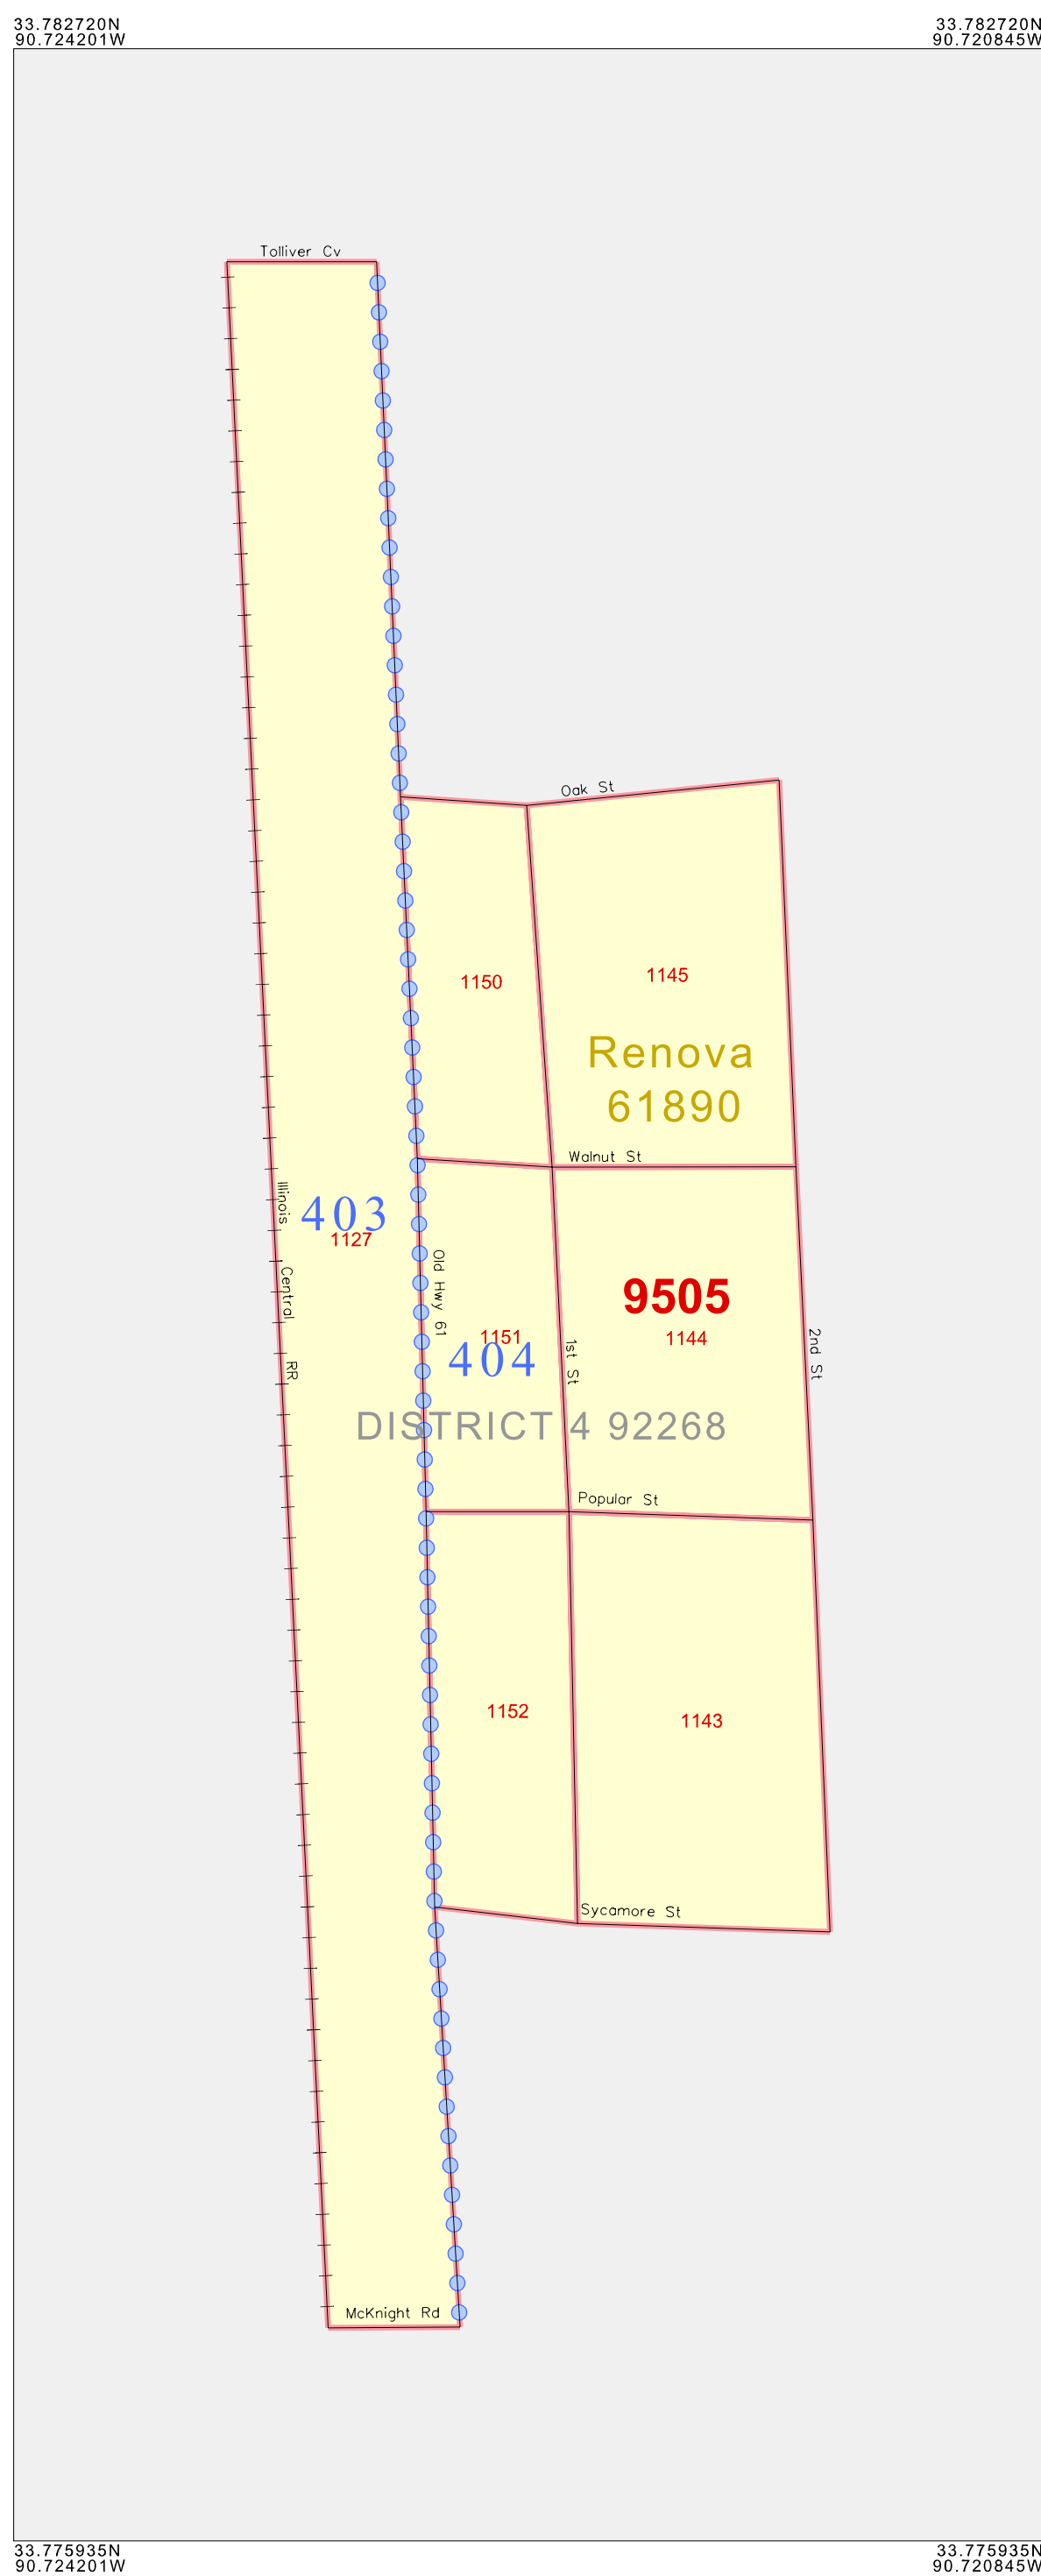 33.782720N
90.724201W
33.782720N
90.720845W
Tolliver Cv
Oak St
1150
1145
Renova
61890
Walnut St
Illinois
Central
RR
403
1127
Old Hwy 61
9505
1151
1144
404
1st St
2nd St
DISTRICT 4 92268
Popular St
1152
1143
Sycamore St
McKnight Rd
33.775935N
90.724201W
33.775935N
90.720845W